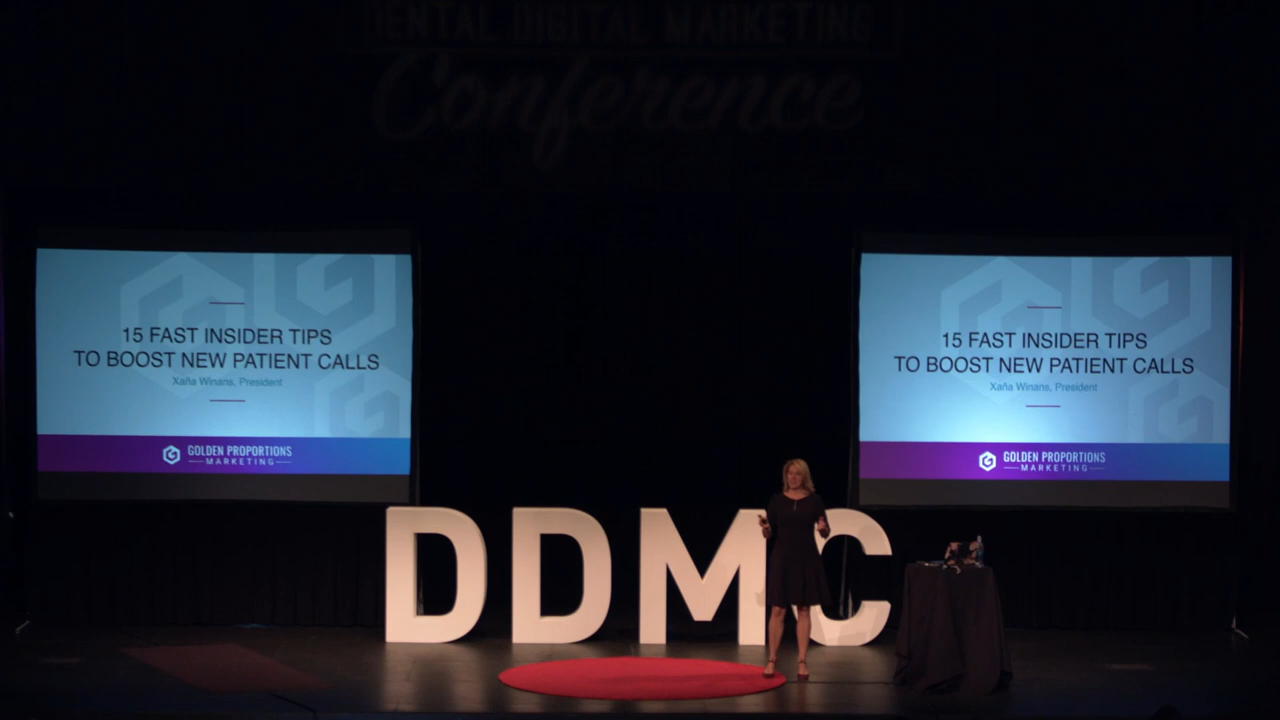 DENTAL DIGITAL MARKETING
Conference
15 FAST INSIDER TIPS
TO BOOST NEW PATIENT CALLS
Xaña Winans, President
GOLDEN PROPORTIONS
MARKETING
15 FAST INSIDER TIPS
TO BOOST NEW PATIENT CALLS
Xaña Winans, President
GOLDEN PROPORTIONS
MARKETING
DDMC